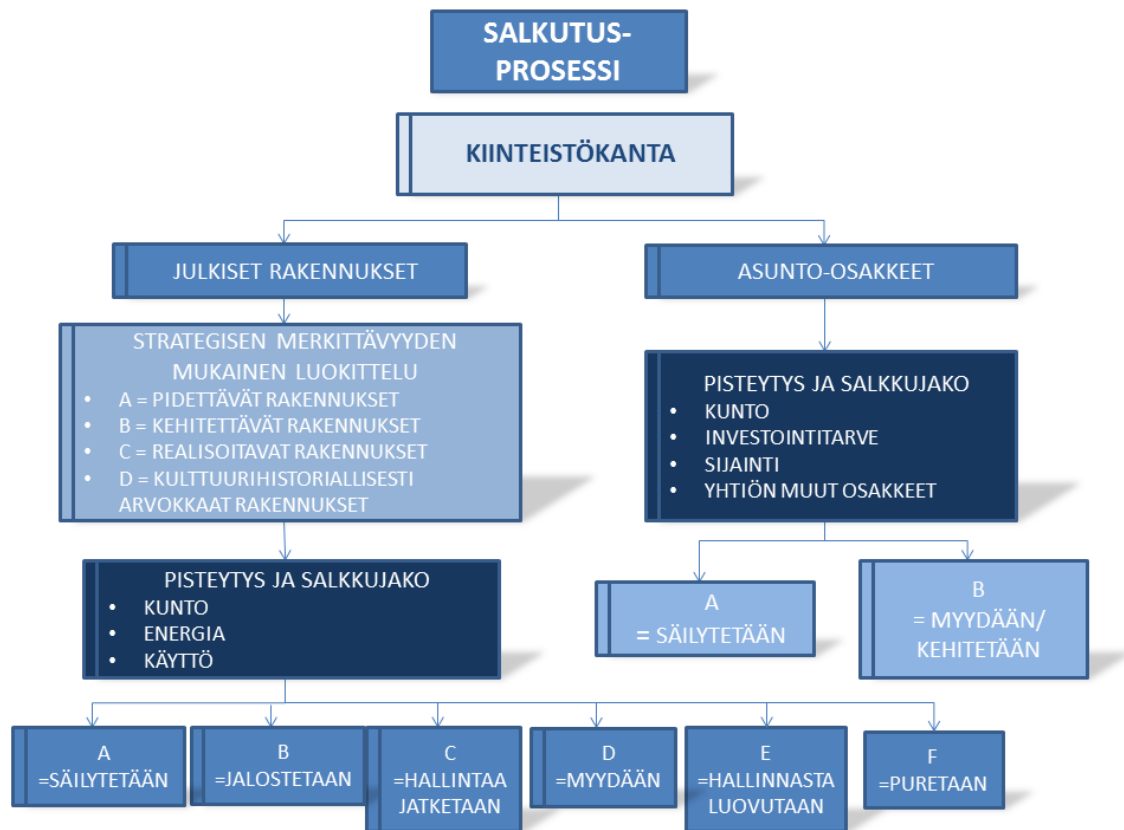 SALKUTUS-
PROSESSI
KIINTEISTÖKANTA
JULKISET RAKENNUKSET
ASUNTO-OSAKKEET
STRATEGISEN MERKITTÄVYYDEN
MUKAINEN LUOKITTELU
• A = PIDETTÄVÄT RAKENNUKSET
• B = KEHITETTÄVÄT RAKENNUKSET
• C = REALISOITAVAT RAKENNUKSET
• D = KULTTUURIHISTORIALLISESTI
ARVOKKAAT RAKENNUKSET
PISTEYTYS JA SALKKUJAKO
• KUNTO
• INVESTOINTITARVE
• SIJAINTI
• YHTIÖN MUUT OSAKKEET
PISTEYTYS JA SALKKUJAKO
• KUNTO
• ENERGIA
• KÄYTTÖ
A
= SÄILYTETÄÄN
B
= MYYDÄÄN/
KEHITETÄÄN
A
=SÄILYTETÄÄN
B
=JALOSTETAAN
C
=HALLINTAA
JATKETAAN
D
=MYYDÄÄN
E
=HALLINNASTA
LUOVUTAAN
F
=PURETAAN